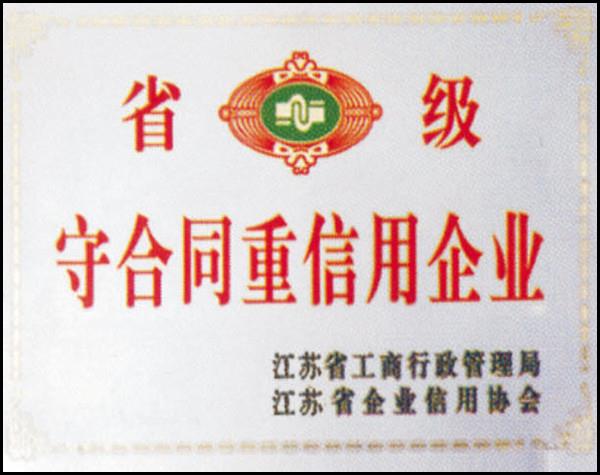 省 级
守合同重信用企业
江苏省工商行政管理局
江苏省企业信用协会